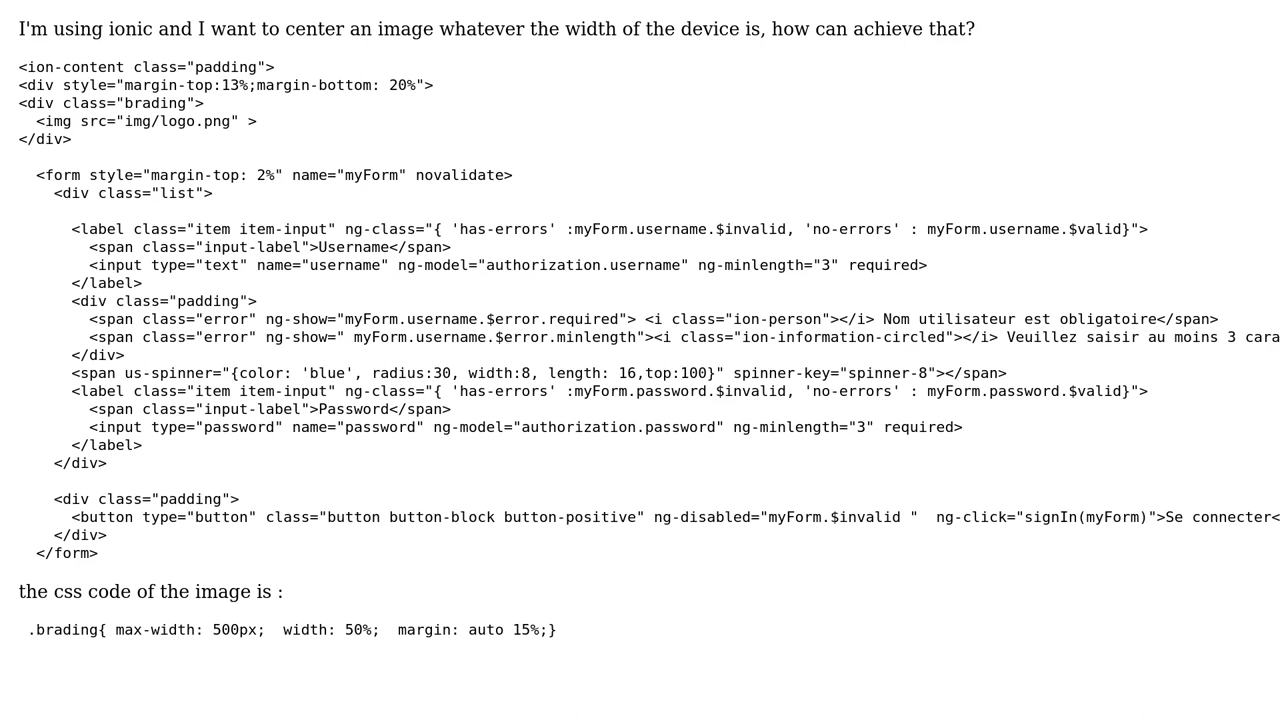 I'm using ionic and I want to center an image whatever the width of the device is, how can achieve that?
<ion-content class="padding">
<div style="margin-top:13%;margin-bottom: 20%">
<div class="brading">
  <img src="img/logo.png" >
</div>
  <form style="margin-top: 2%" name="myForm" novalidate>
    <div class="list">
      <label class="item item-input" ng-class="{ 'has-errors' :myForm.username.$invalid, 'no-errors' : myForm.username.$valid}">
        <span class="input-label">Username</span>
        <input type="text" name="username" ng-model="authorization.username" ng-minlength="3" required>
      </label>
      <div class="padding">
        <span class="error" ng-show="myForm.username.$error.required"> <i class="ion-person"></i> Nom utilisateur est obligatoire</span>
        <span class="error" ng-show=" myForm.username.$error.minlength"><i class="ion-information-circled"></i> Veuillez saisir au moins 3 cara
      </div>
      <span us-spinner="{color: 'blue', radius:30, width:8, length: 16,top:100}" spinner-key="spinner-8"></span>
      <label class="item item-input" ng-class="{ 'has-errors' :myForm.password.$invalid, 'no-errors' : myForm.password.$valid}">
        <span class="input-label">Password</span>
        <input type="password" name="password" ng-model="authorization.password" ng-minlength="3" required>
      </label>
    </div>
    <div class="padding">
      <button type="button" class="button button-block button-positive" ng-disabled="myForm.$invalid "  ng-click="signIn(myForm)">Se connecter<
    </div>
  </form>
the css code of the image is :
 .brading{ max-width: 500px;  width: 50%;  margin: auto 15%;}